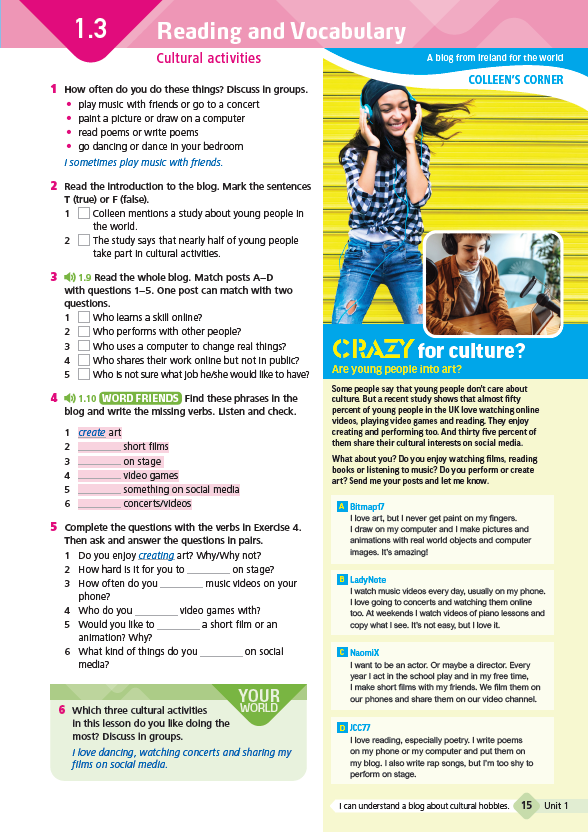 1.3
Reading and Vocabulary
Cultural activities
1 How often do you do these things? Discuss in groups.
• play music with friends or go to a concert
• paint a picture or draw on a computer
• read poems or write poems
• go dancing or dance in your bedroom
I sometimes play music with friends.
2 Read the introduction to the blog. Mark the sentences
T (true) or F (false).
1 Colleen mentions a study about young people in
the world.
2 The study says that nearly half of young people
take part in cultural activities.
3 1.9 Read the whole blog. Match posts A–D
with questions 1–5. One post can match with two
questions.
1 Who learns a skill online?
2 Who performs with other people?
3 Who uses a computer to change real things?
4 Who shares their work online but not in public?
5 Who is not sure what job he/she would like to have?
4 1.10 WORD FRIENDS Find these phrases in the
blog and write the missing verbs. Listen and check.
1 create art
2 ________ short films
3 ________ on stage
4 ________ video games
5 ________ something on social media
6 ________ concerts/videos
5 Complete the questions with the verbs in Exercise 4.
Then ask and answer the questions in pairs.
1 Do you enjoy creating art? Why/Why not?
2 How hard is it for you to ________ on stage?
3 How often do you ________ music videos on your
phone?
4 Who do you ________ video games with?
5 Would you like to ________ a short film or an
animation? Why?
6 What kind of things do you ________ on social
media?
YOUR
WORLD
6 Which three cultural activities
in this lesson do you like doing the
most? Discuss in groups.
I love dancing, watching concerts and sharing my
films on social media.
A blog from Ireland for the world
COLLEEN'S CORNER
CRAZY for culture?
Are young people into art?
Some people say that young people don't care about
culture. But a recent study shows that almost fifty
percent of young people in the UK love watching online
videos, playing video games and reading. They enjoy
creating and performing too. And thirty five percent of
them share their cultural interests on social media.
What about you? Do you enjoy watching films, reading
books or listening to music? Do you perform or create
art? Send me your posts and let me know.
A Bitmap17
I love art, but I never get paint on my fingers.
I draw on my computer and I make pictures and
animations with real world objects and computer
images. It's amazing!
B LadyNote
I watch music videos every day, usually on my phone.
I love going to concerts and watching them online
too. At weekends I watch videos of piano lessons and
copy what I see. It's not easy, but I love it.
C NaomiX
I want to be an actor. Or maybe a director. Every
year I act in the school play and in my free time,
I make short films with my friends. We film them on
our phones and share them on our video channel.
D JCC77
I love reading, especially poetry. I write poems
on my phone or my computer and put them on
my blog. I also write rap songs, but I'm too shy to
perform on stage.
I can understand a blog about cultural hobbies.
15
Unit 1